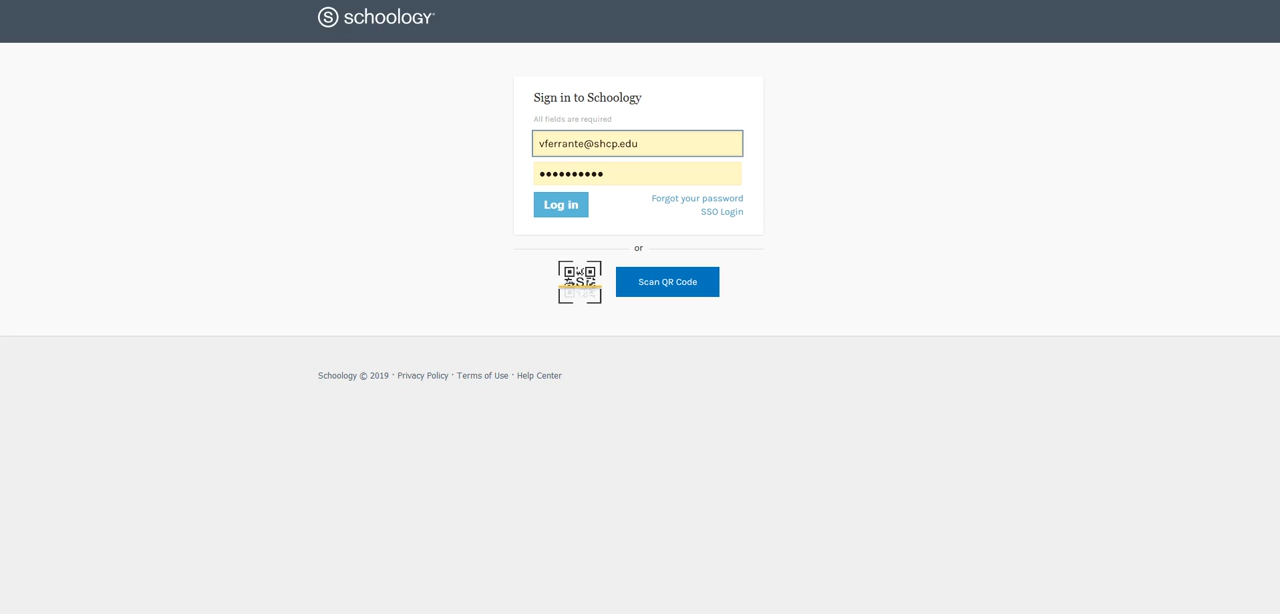 schoology
Sign in to Schoology
All fields are required
vferrante@shcp.edu
••••••••••
Log in
Forgot your password
SSO Login
or
Scan QR Code
Schoology © 2019 · Privacy Policy · Terms of Use · Help Center